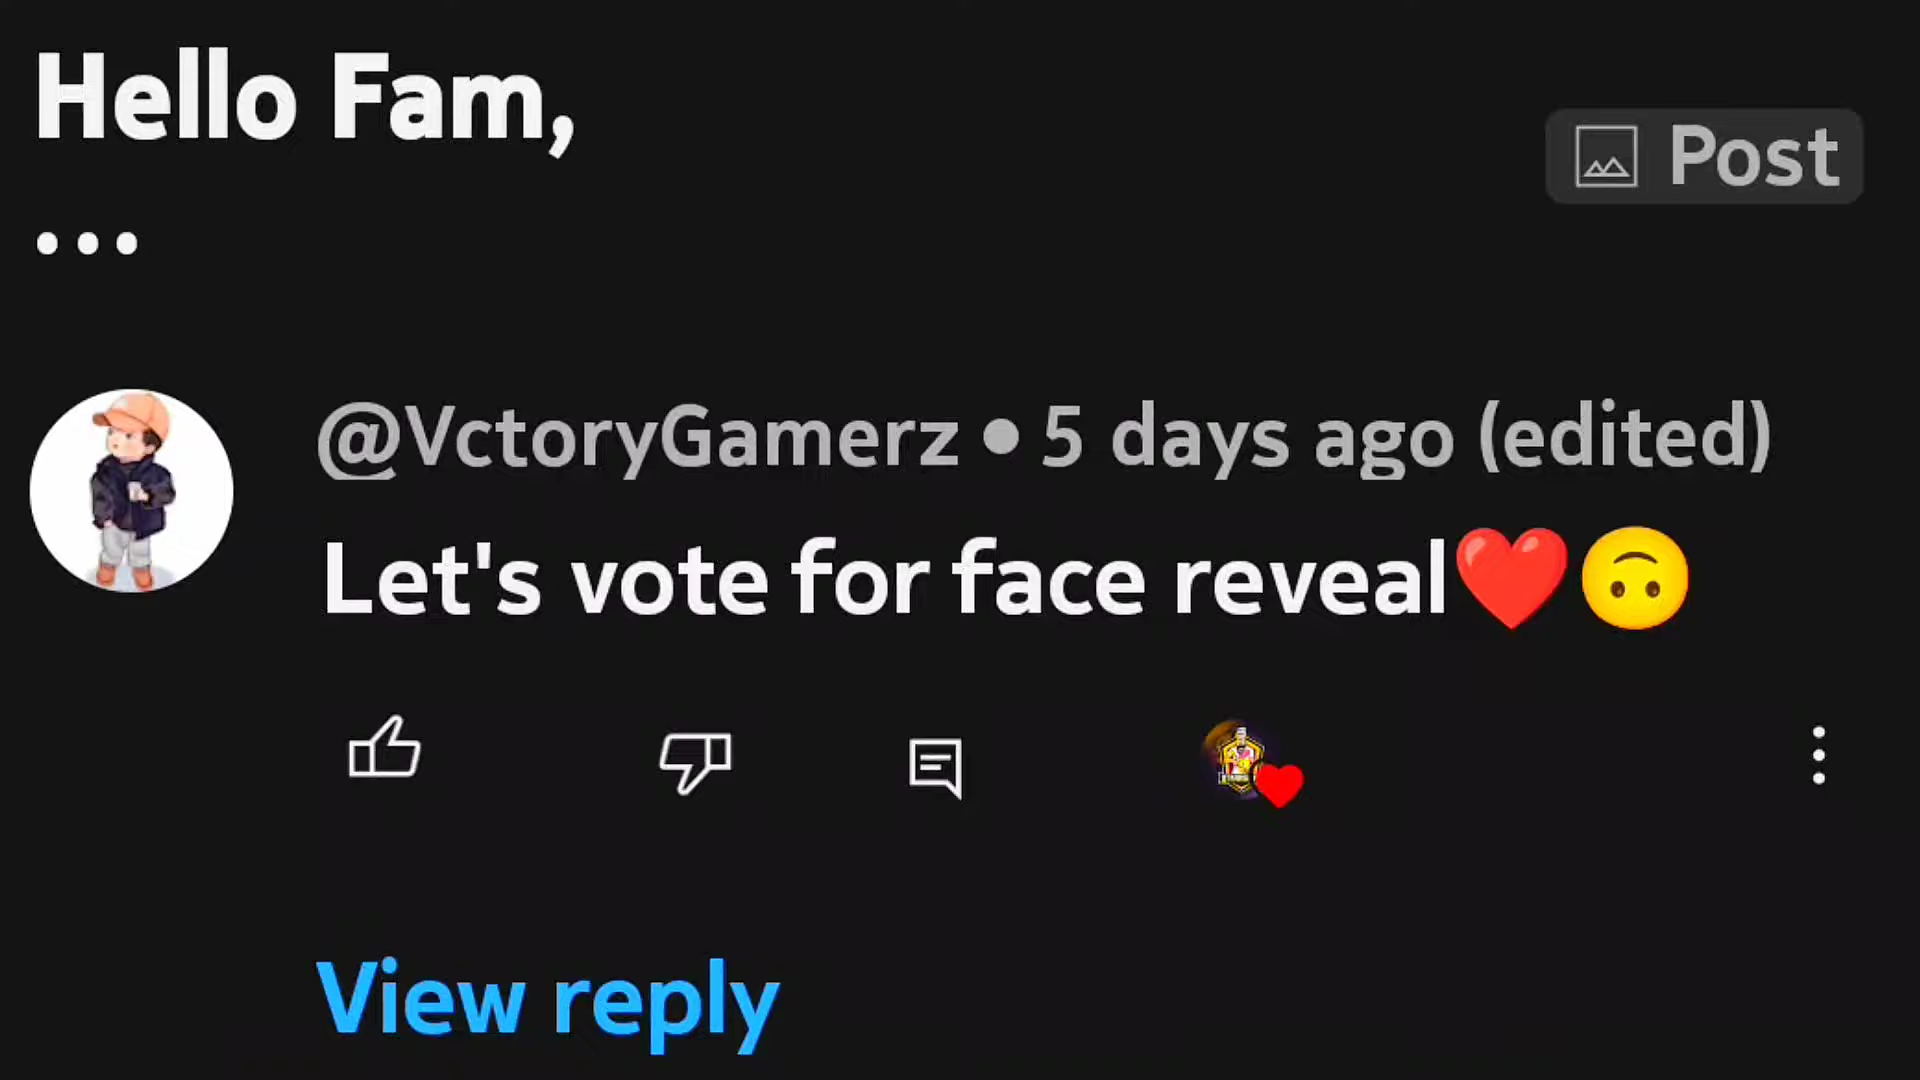 Hello Fam,
Post
...
@VctoryGamerz • 5 days ago (edited)
Let's vote for face reveal❤️🙃
View reply